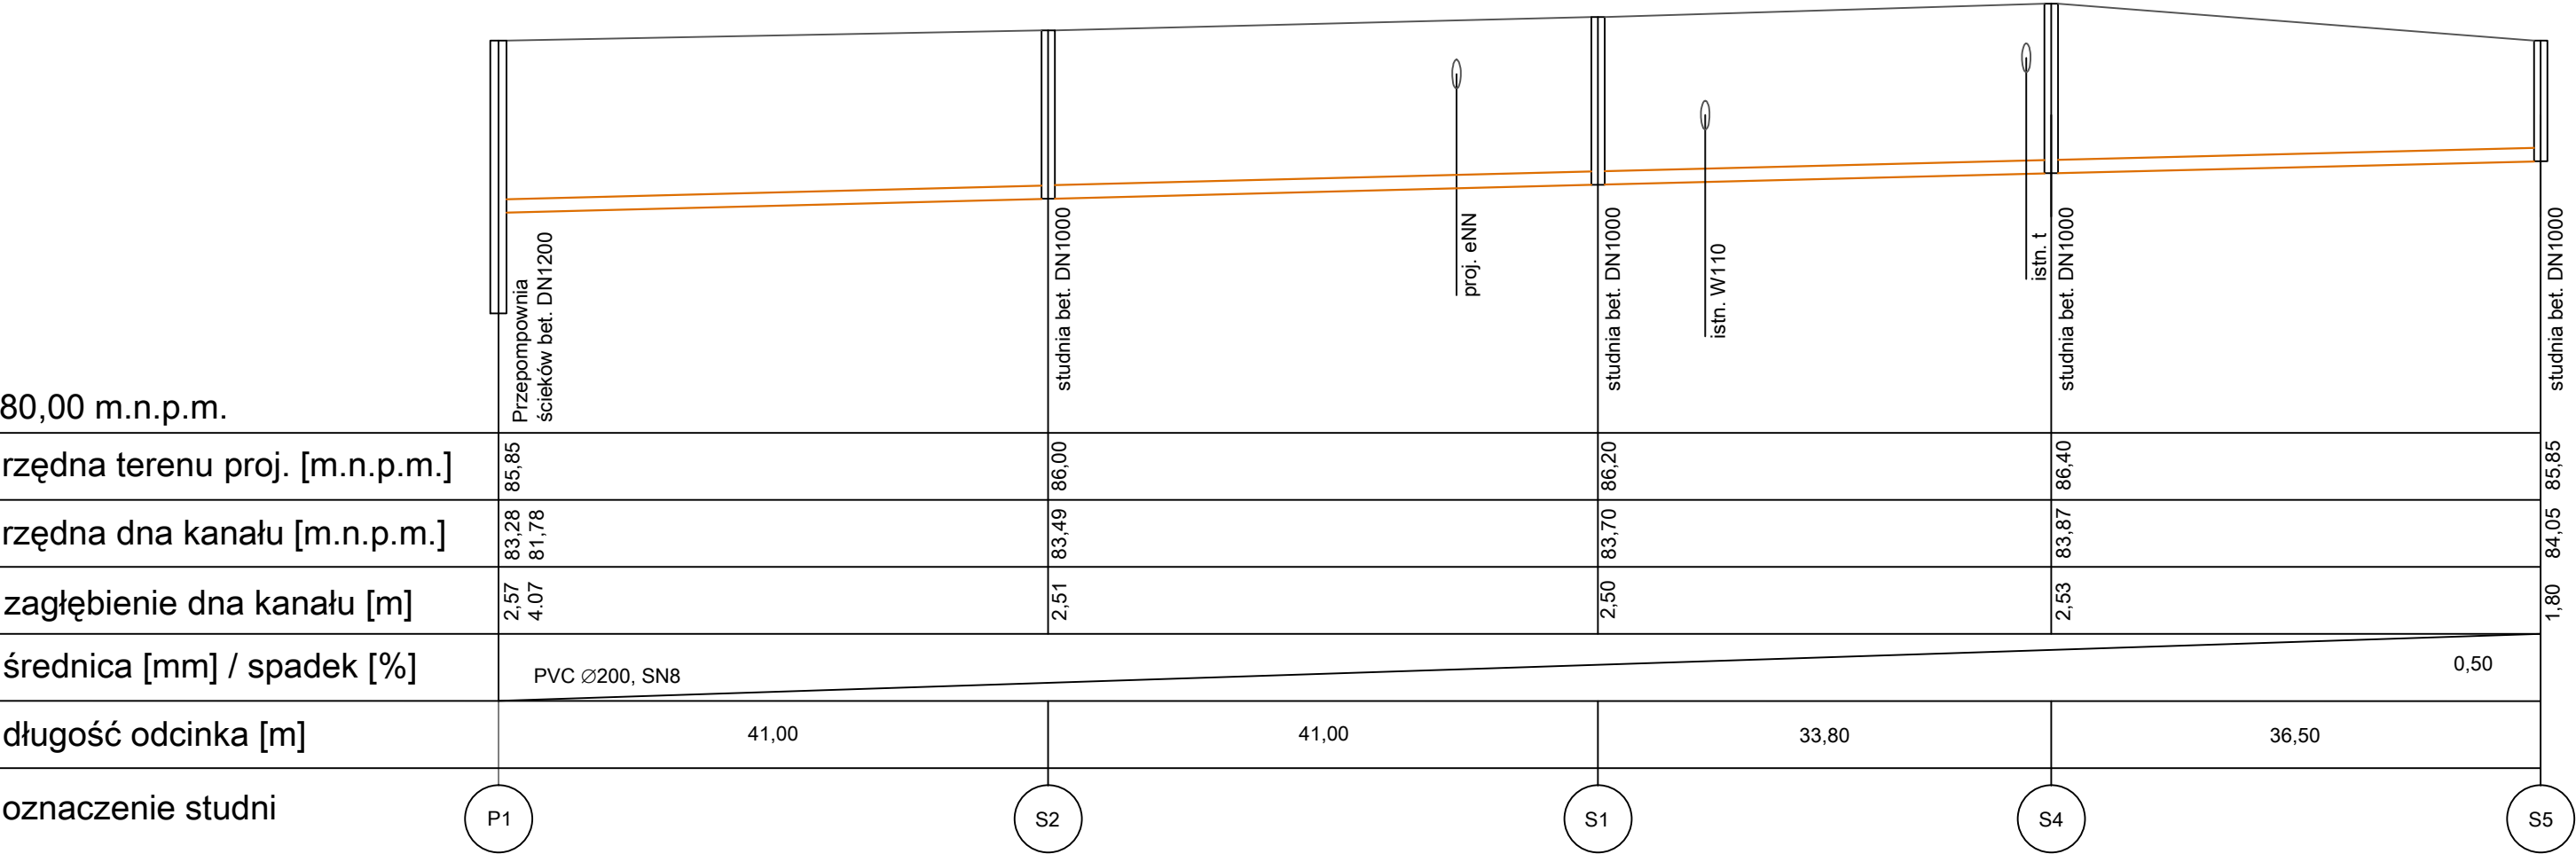 Przepompownia
ścieków bet. DN1200
studnia bet. DN1000
proj. eNN
studnia bet. DN1000
istn. W110
istn. t
studnia bet. DN1000
studnia bet. DN1000
80,00 m.n.p.m.
rzędna terenu proj. [m.n.p.m.]
85,85
86,00
86,20
86,40
85,85
rzędna dna kanału [m.n.p.m.]
83,28
81,78
83,49
83,70
83,87
84,05
zagłębienie dna kanału [m]
2,57
4.07
2,51
2,50
2,53
1,80
średnica [mm] / spadek [%]
PVC ∅200, SN8
0,50
długość odcinka [m]
41,00
41,00
33,80
36,50
oznaczenie studni
P1
S2
S1
S4
S5